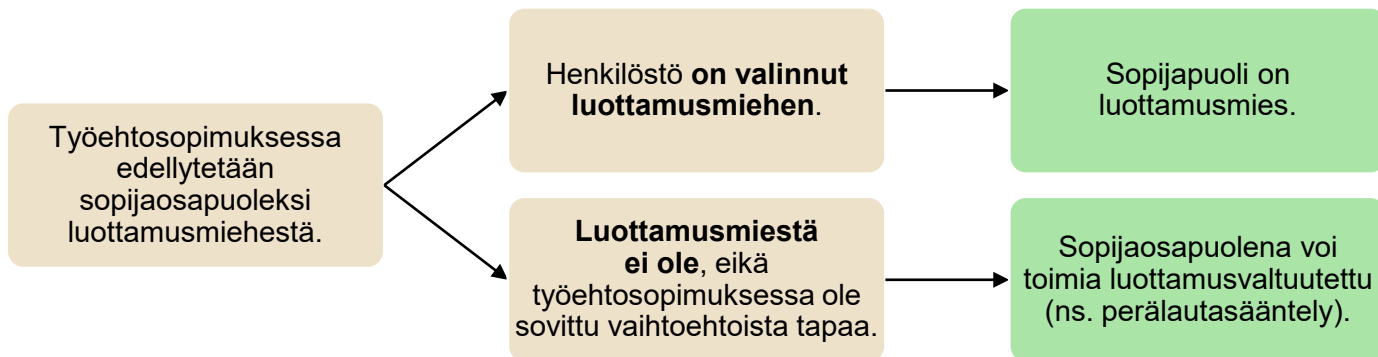 Työehtosopimuksessa
edellytetään
sopijaosapuoleksi
luottamusmiehestä.
Henkilöstö on valinnut
luottamusmiehen.
Sopijapuoli on
luottamusmies.
Luottamusmiestä
ei ole, eikä
työehtosopimuksessa ole
sovittu vaihtoehtoista tapaa.
Sopijaosapuolena voi
toimia luottamusvaltuutettu
(ns. perälautasääntely).